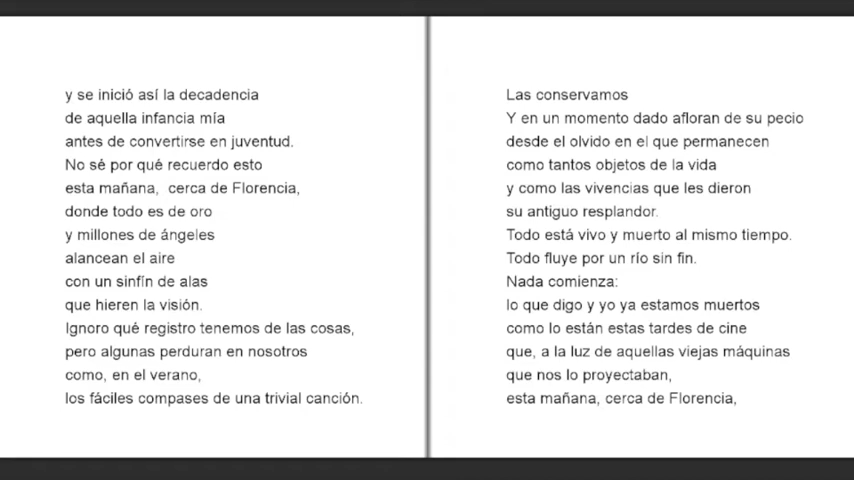 y se inició así la decadencia
de aquella infancia mía
antes de convertirse en juventud.
No sé por qué recuerdo esto
esta mañana,  cerca de Florencia,
donde todo es de oro
y millones de ángeles
alancean el aire
con un sinfín de alas
que hieren la visión.
Ignoro qué registro tenemos de las cosas,
pero algunas perduran en nosotros
como, en el verano,
los fáciles compases de una trivial canción.
Las conservamos
Y en un momento dado afloran de su pecio
desde el olvido en el que permanecen
como tantos objetos de la vida
y como las vivencias que les dieron
su antiguo resplandor.
Todo está vivo y muerto al mismo tiempo.
Todo fluye por un río sin fin.
Nada comienza:
lo que digo y yo ya estamos muertos
como lo están estas tardes de cine
que, a la luz de aquellas viejas máquinas
que nos lo proyectaban,
esta mañana, cerca de Florencia,